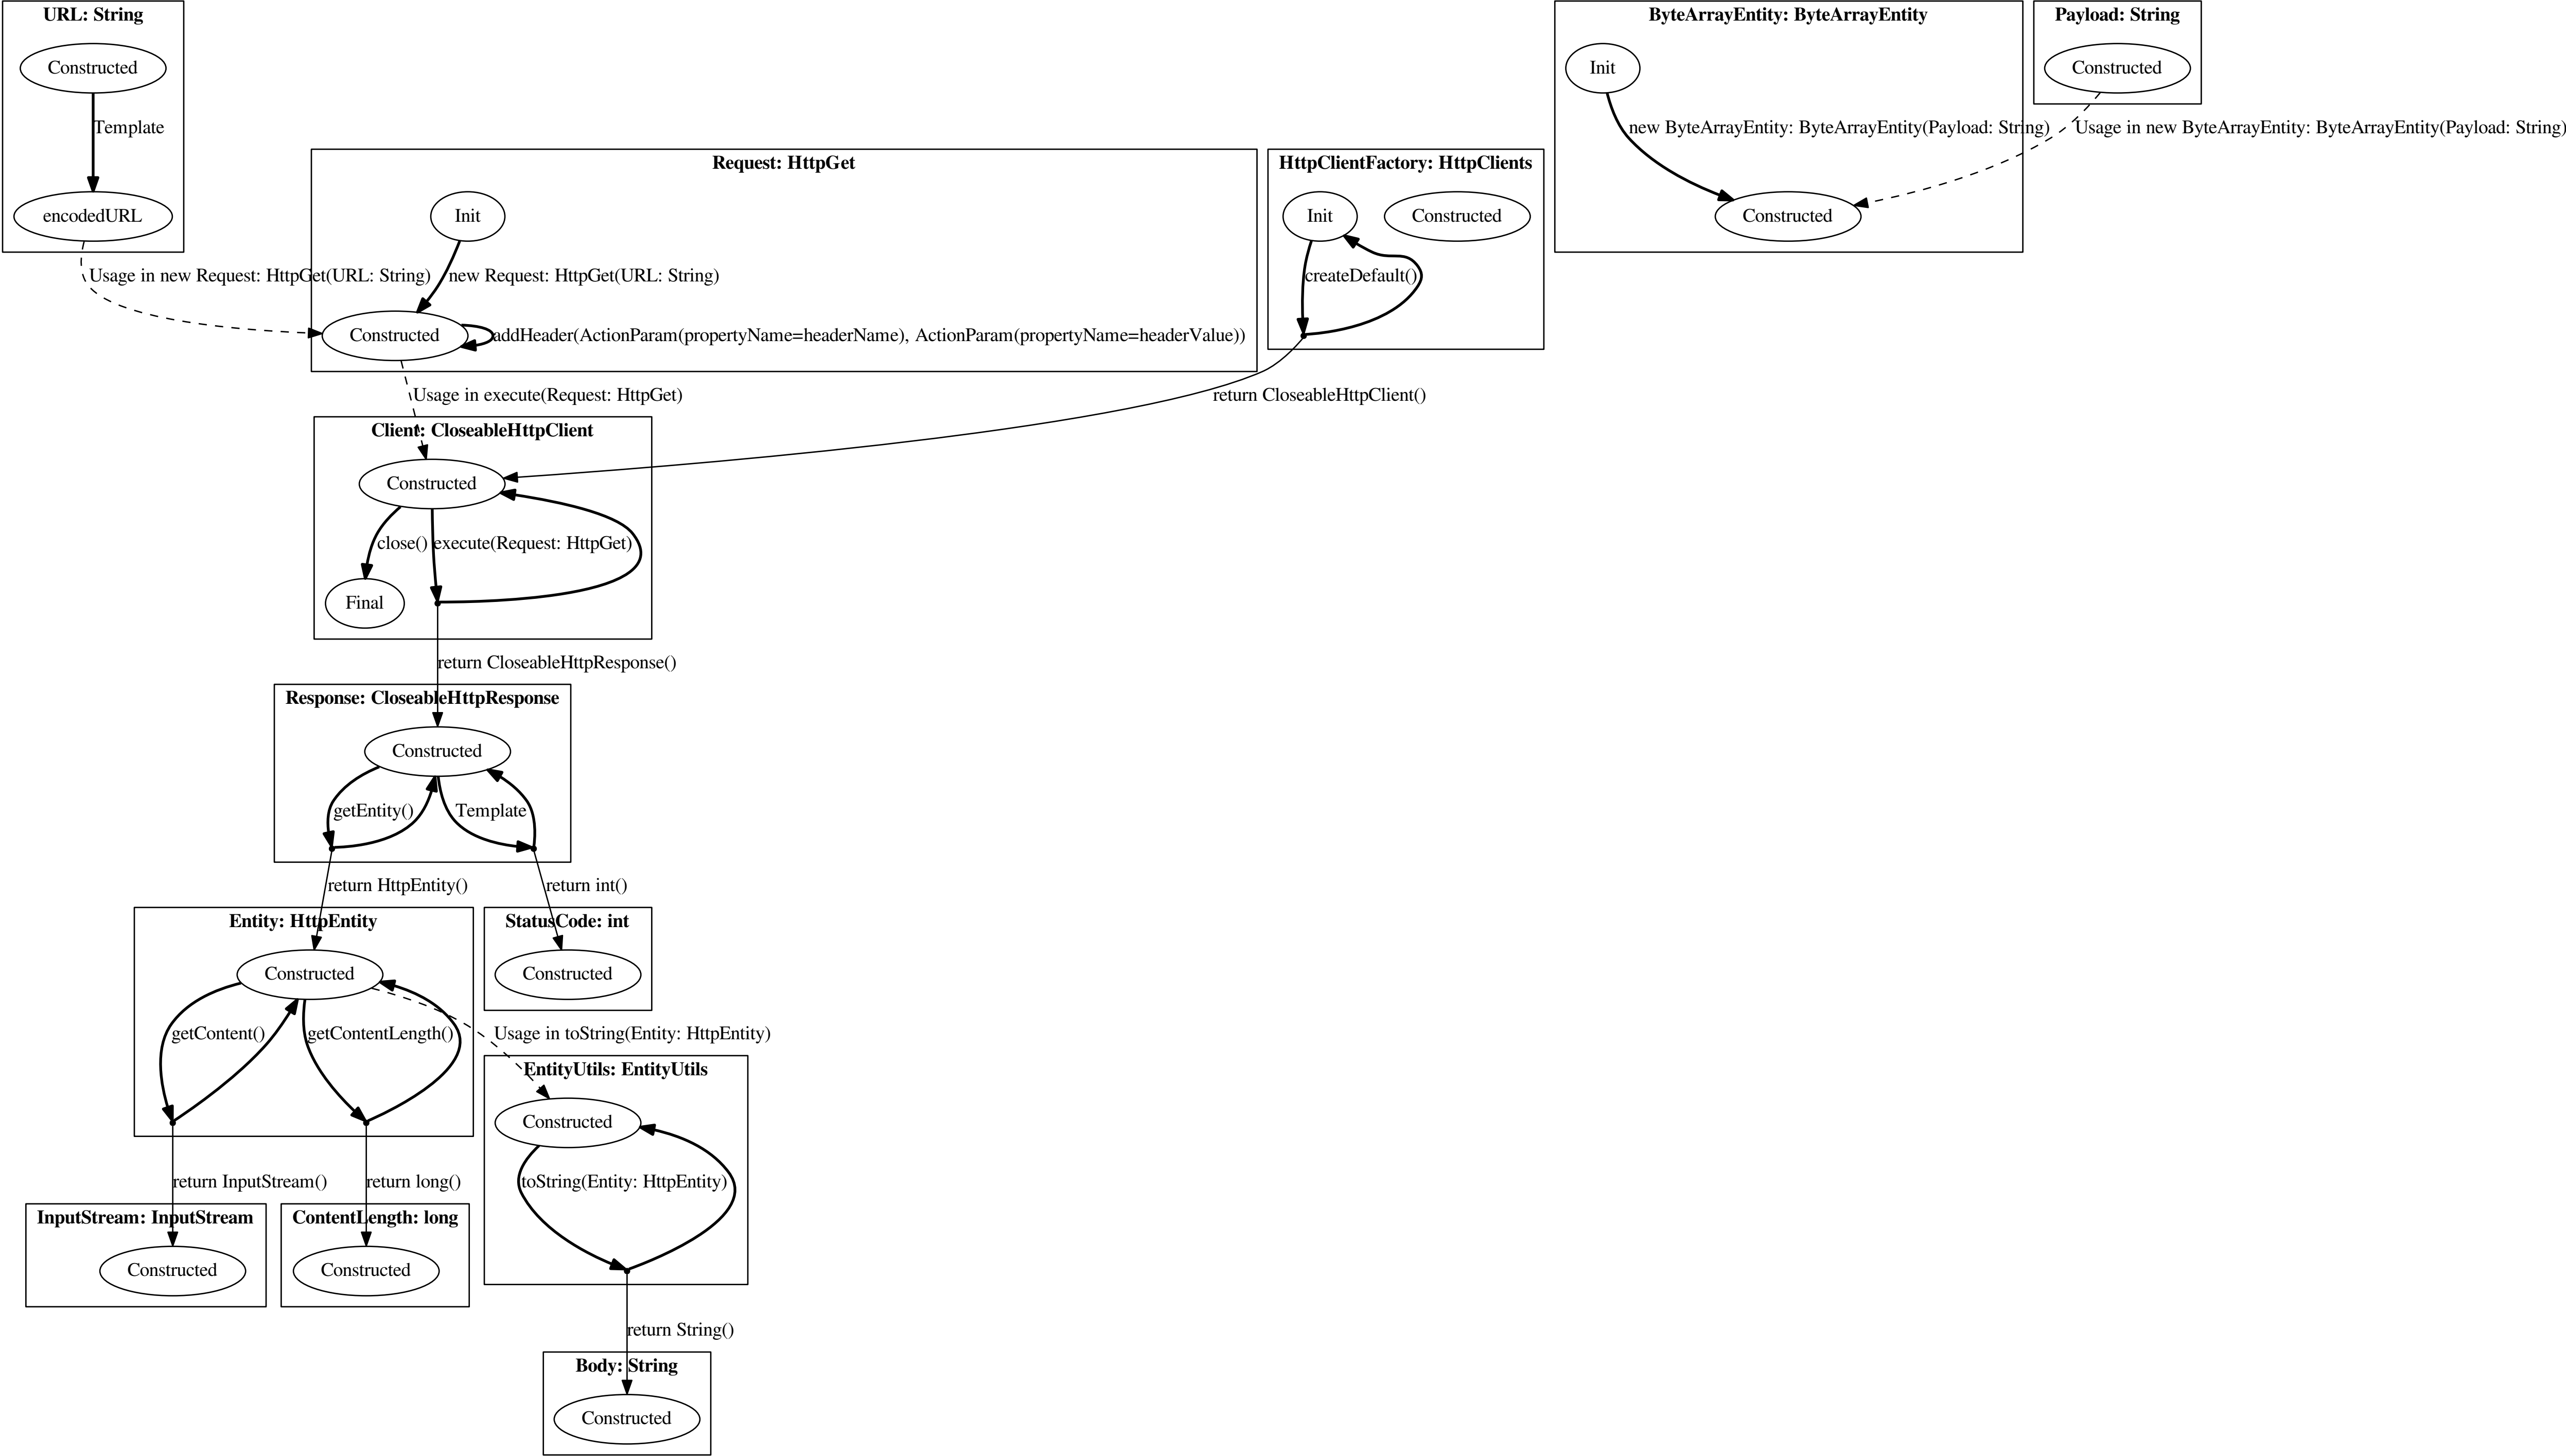 URL: String
ByteArrayEntity: ByteArrayEntity
Payload: String
Constructed
Init
Constructed
Template
new ByteArrayEntity: ByteArrayEntity(Payload: String)
Usage in new ByteArrayEntity: ByteArrayEntity(Payload: String)
Request: HttpGet
HttpClientFactory: HttpClients
encodedURL
Init
Init
Constructed
Constructed
Usage in new Request: HttpGet(URL: String)
new Request: HttpGet(URL: String)
createDefault()
Constructed
addHeader(ActionParam(propertyName=headerName), ActionParam(propertyName=headerValue))
Usage in execute(Request: HttpGet)
return CloseableHttpClient()
Client: CloseableHttpClient
Constructed
close()
execute(Request: HttpGet)
Final
return CloseableHttpResponse()
Response: CloseableHttpResponse
Constructed
getEntity()
Template
return HttpEntity()
return int()
Entity: HttpEntity
StatusCode: int
Constructed
Constructed
getContent()
getContentLength()
Usage in toString(Entity: HttpEntity)
EntityUtils: EntityUtils
Constructed
return InputStream()
return long()
toString(Entity: HttpEntity)
InputStream: InputStream
ContentLength: long
Constructed
Constructed
return String()
Body: String
Constructed